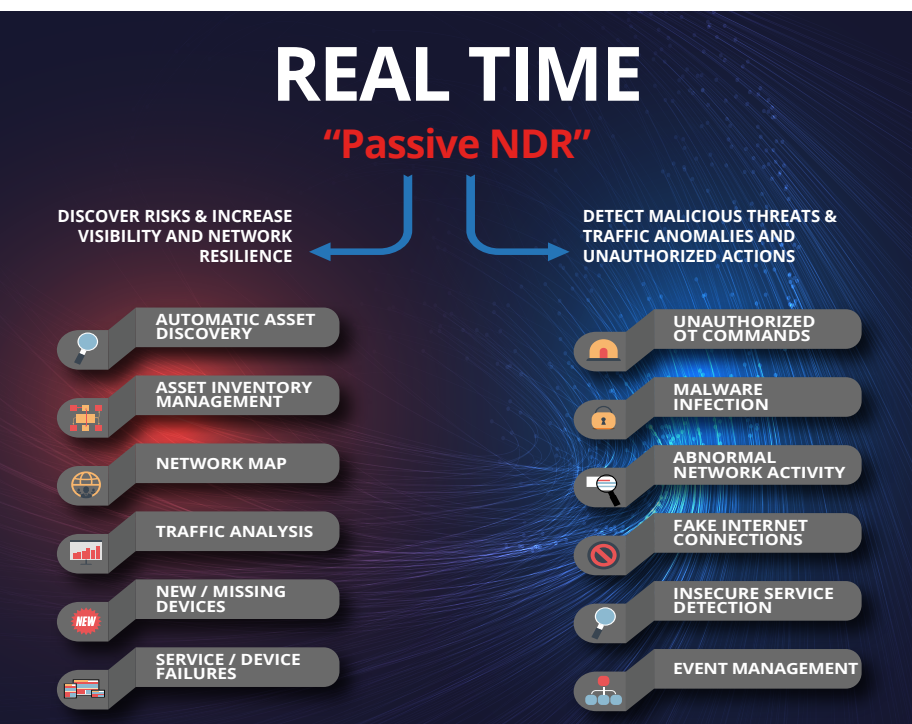 REAL TIME
“Passive NDR”
DISCOVER RISKS & INCREASE
VISIBILITY AND NETWORK
RESILIENCE
AUTOMATIC ASSET
DISCOVERY
ASSET INVENTORY
MANAGEMENT
NETWORK MAP
TRAFFIC ANALYSIS
NEW / MISSING
DEVICES
NEW
SERVICE / DEVICE
FAILURES
DETECT MALICIOUS THREATS &
TRAFFIC ANOMALIES AND
UNAUTHORIZED ACTIONS
UNAUTHORIZED
OT COMMANDS
MALWARE
INFECTION
ABNORMAL
NETWORK ACTIVITY
FAKE INTERNET
CONNECTIONS
INSECURE SERVICE
DETECTION
EVENT MANAGEMENT